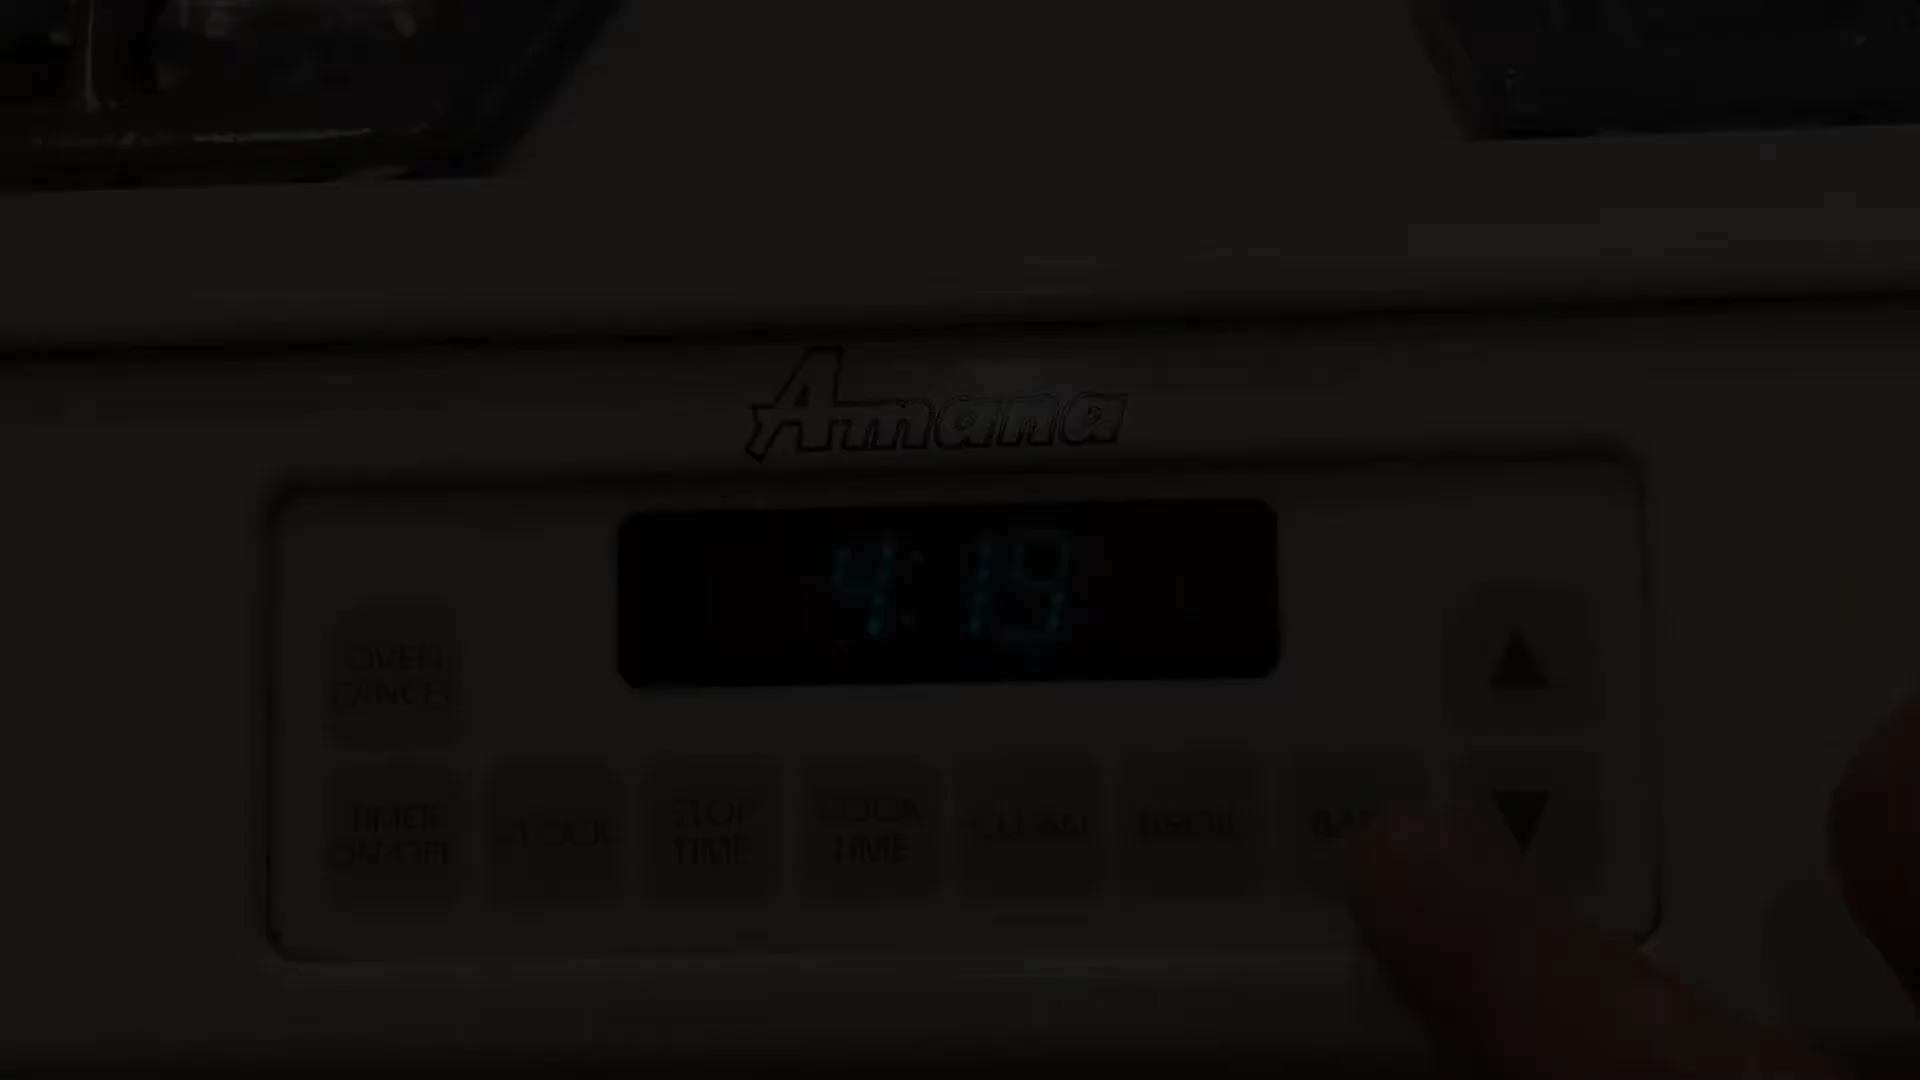 Amana
4:19
OVEN
CANCEL
TIMER
ON/OFF
CLOCK
STOP
TIME
COOK
TIME
CLEAN
BROIL